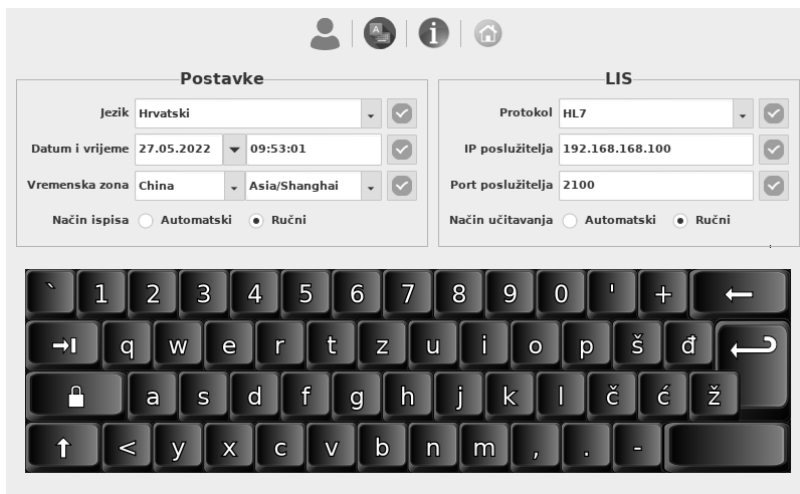 Postavke
Jezik Hrvatski
Datum i vrijeme 27.05.2022 09:53:01
Vremenska zona China Asia/Shanghai
Način ispisa Automatski Ručni
LIS
Protokol HL7
IP poslužitelja 192.168.168.100
Port poslužitelja 2100
Način učitavanja Automatski Ručni
` 1 2 3 4 5 6 7 8 9 0 ' +
q w e r t z u i o p š đ
a s d f g h j k l č ć ž
< y x c v b n m , . -